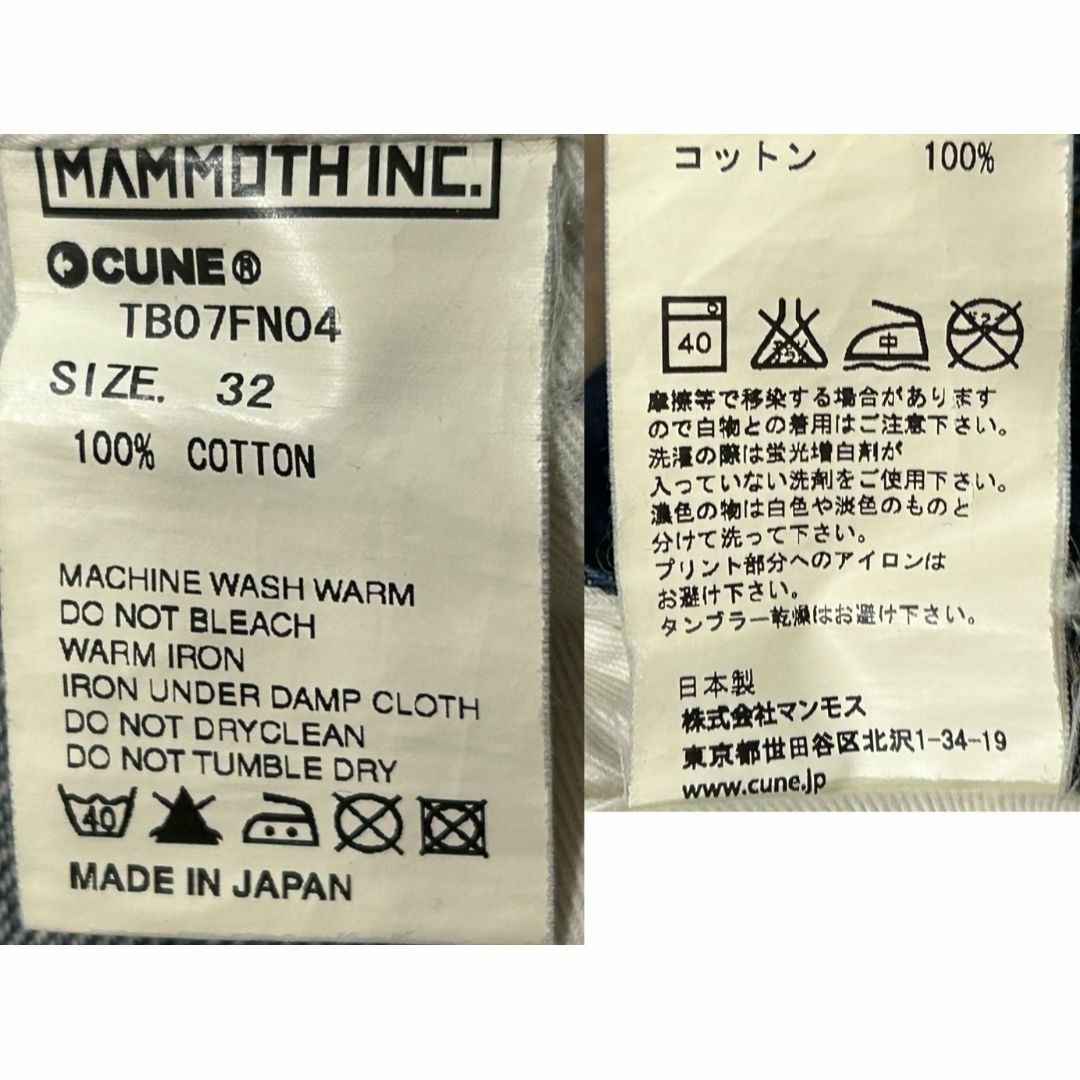 MAMMOTH INC.
CUNE®
TB07FN04
SIZE. 32
100% COTTON
MACHINE WASH WARM
DO NOT BLEACH
WARM IRON
IRON UNDER DAMP CLOTH
DO NOT DRYCLEAN
DO NOT TUMBLE DRY
40
MADE IN JAPAN
コットン 100%
40 中
摩擦等で移染する場合があります
ので白物との着用はご注意下さい。
洗濯の際は蛍光増白剤が
入っていない洗剤をご使用下さい。
濃色の物は白色や淡色のものと
分けて洗って下さい。
プリント部分へのアイロンは
お避け下さい。
タンブラー乾燥はお避け下さい。
日本製
株式会社マンモス
東京都世田谷区北沢1-34-19
www.cune.jp